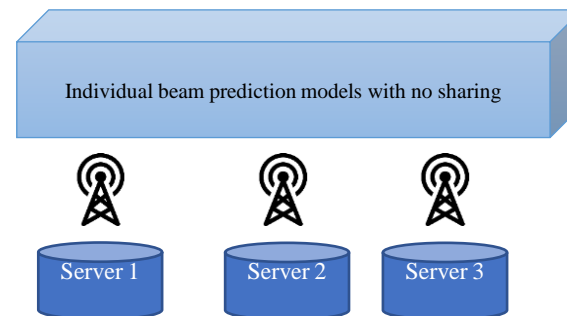 Individual beam prediction models with no sharing
Server 1
Server 2
Server 3